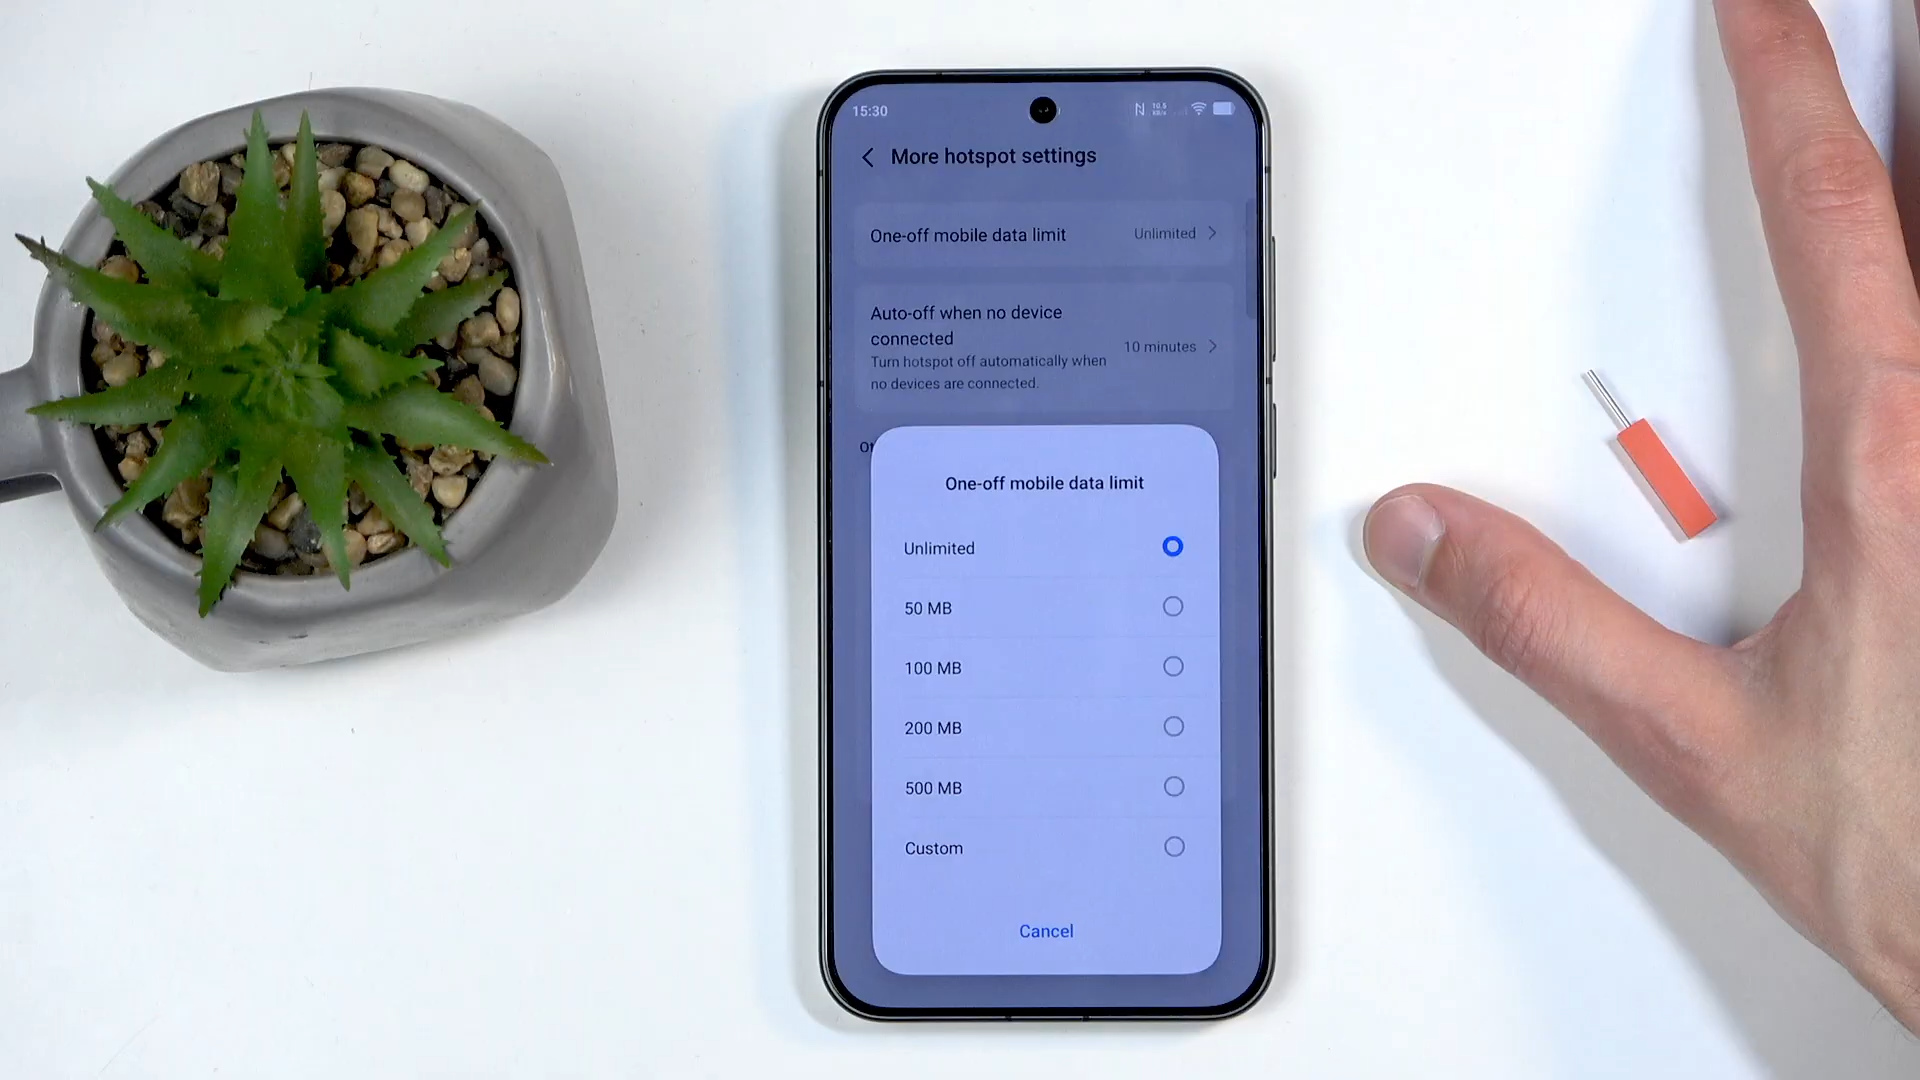 15:30
More hotspot settings
One-off mobile data limit
Unlimited
Auto-off when no device
connected
Turn hotspot off automatically when
no devices are connected.
10 minutes
One-off mobile data limit
Unlimited
50 MB
100 MB
200 MB
500 MB
Custom
Cancel